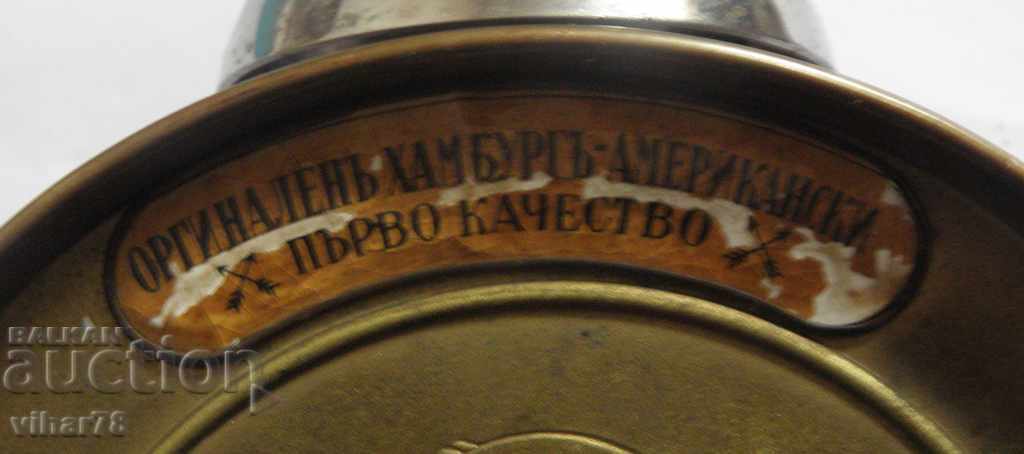 ОРГИНАЛЕНЪ ХАМБУРГЪ-АМЕРИКАНСКИ
ПЪРВО КАЧЕСТВО
BALKAN
auction
vihar78